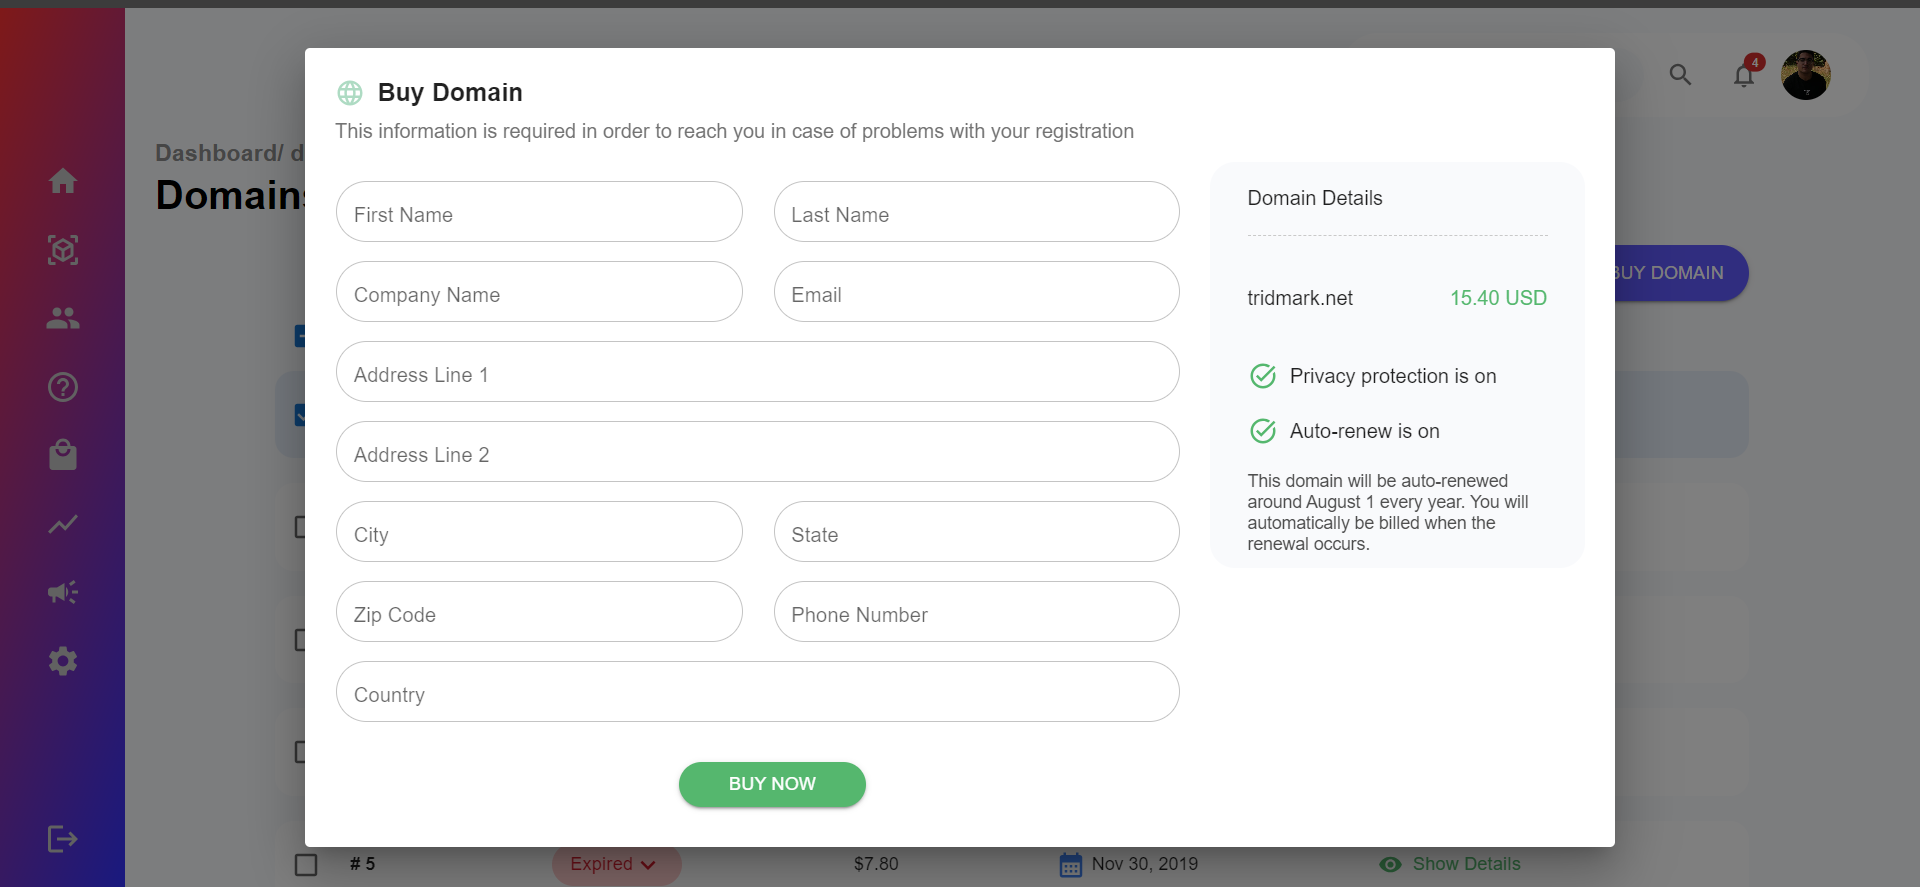 4
Dashboard/ d
Domains
BUY DOMAIN
Buy Domain
This information is required in order to reach you in case of problems with your registration
First Name
Last Name
Company Name
Email
Address Line 1
Address Line 2
City
State
Zip Code
Phone Number
Country
BUY NOW
Domain Details
tridmark.net 15.40 USD
Privacy protection is on
Auto-renew is on
This domain will be auto-renewed
around August 1 every year. You will
automatically be billed when the
renewal occurs.
# 5 Expired $7.80 Nov 30, 2019 Show Details